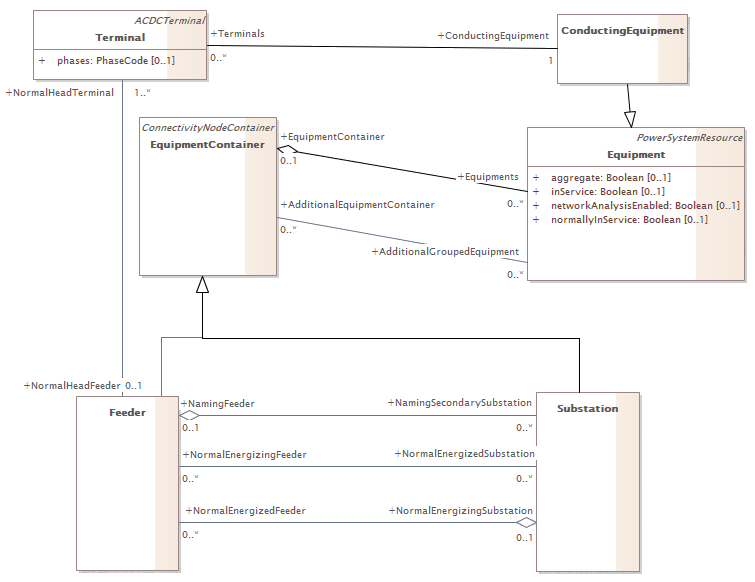 ACDCTerminal
Terminal
+ phases: PhaseCode [0..1]
+Terminals
0..*
+ConductingEquipment
1
ConductingEquipment
+NormalHeadTerminal 1..*
ConnectivityNodeContainer
EquipmentContainer
+EquipmentContainer
0..1
+Equipments
0..*
PowerSystemResource
Equipment
+ aggregate: Boolean [0..1]
+ inService: Boolean [0..1]
+ networkAnalysisEnabled: Boolean [0..1]
+ normallyInService: Boolean [0..1]
+AdditionalEquipmentContainer
0..*
+AdditionalGroupedEquipment
0..*
+NormalHeadFeeder 0..1
Feeder
+NamingFeeder
0..1
+NamingSecondarySubstation
0..*
Substation
+NormalEnergizingFeeder
0..*
+NormalEnergizedSubstation
0..*
+NormalEnergizedFeeder
0..*
+NormalEnergizingSubstation
0..1